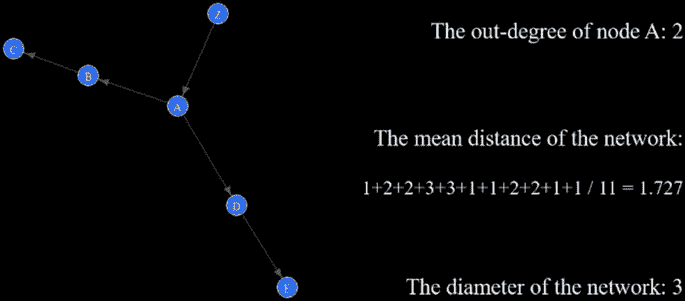 Z
The out-degree of node A: 2
C
B
A
The mean distance of the network:
1+2+2+3+3+1+1+2+2+1+1 / 11 = 1.727
D
The diameter of the network: 3